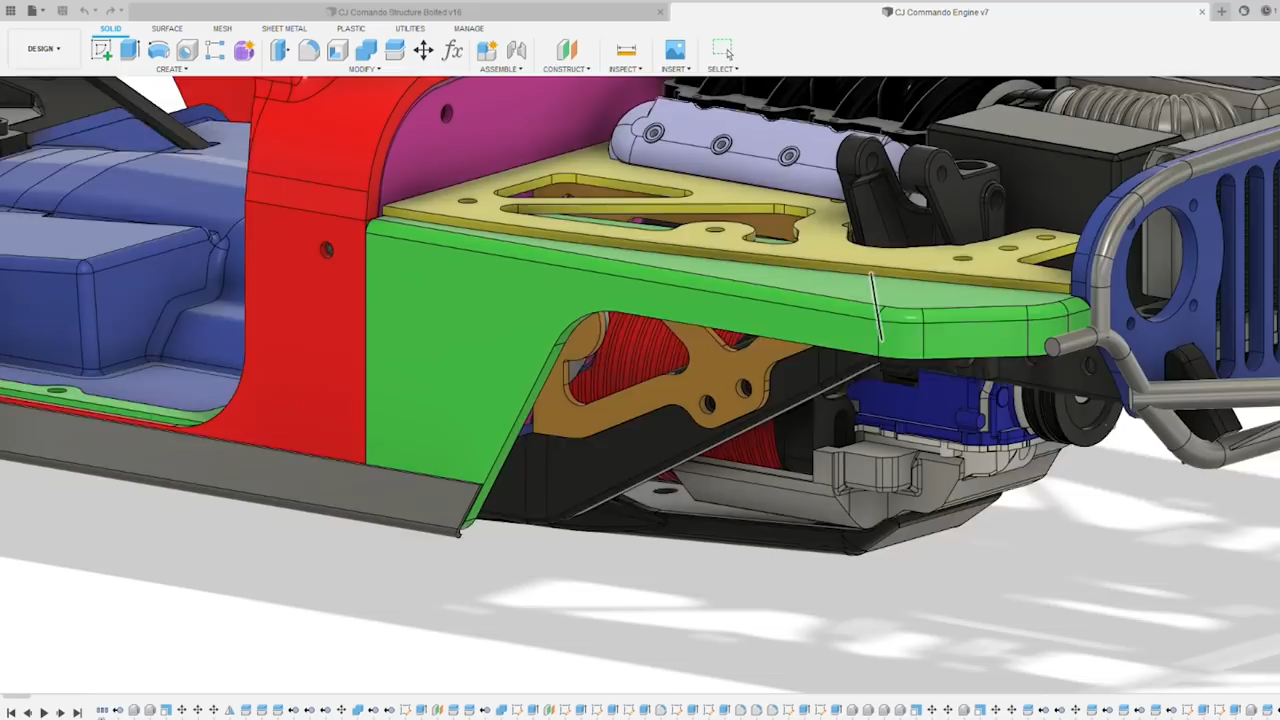 CJ Comando Structure Bolted v16
CJ Commando Engine v7
SOLID SURFACE MESH SHEET METAL PLASTIC UTILITIES MANAGE
DESIGN
fx
CREATE MODIFY ASSEMBLE CONSTRUCT INSPECT INSERT SELECT